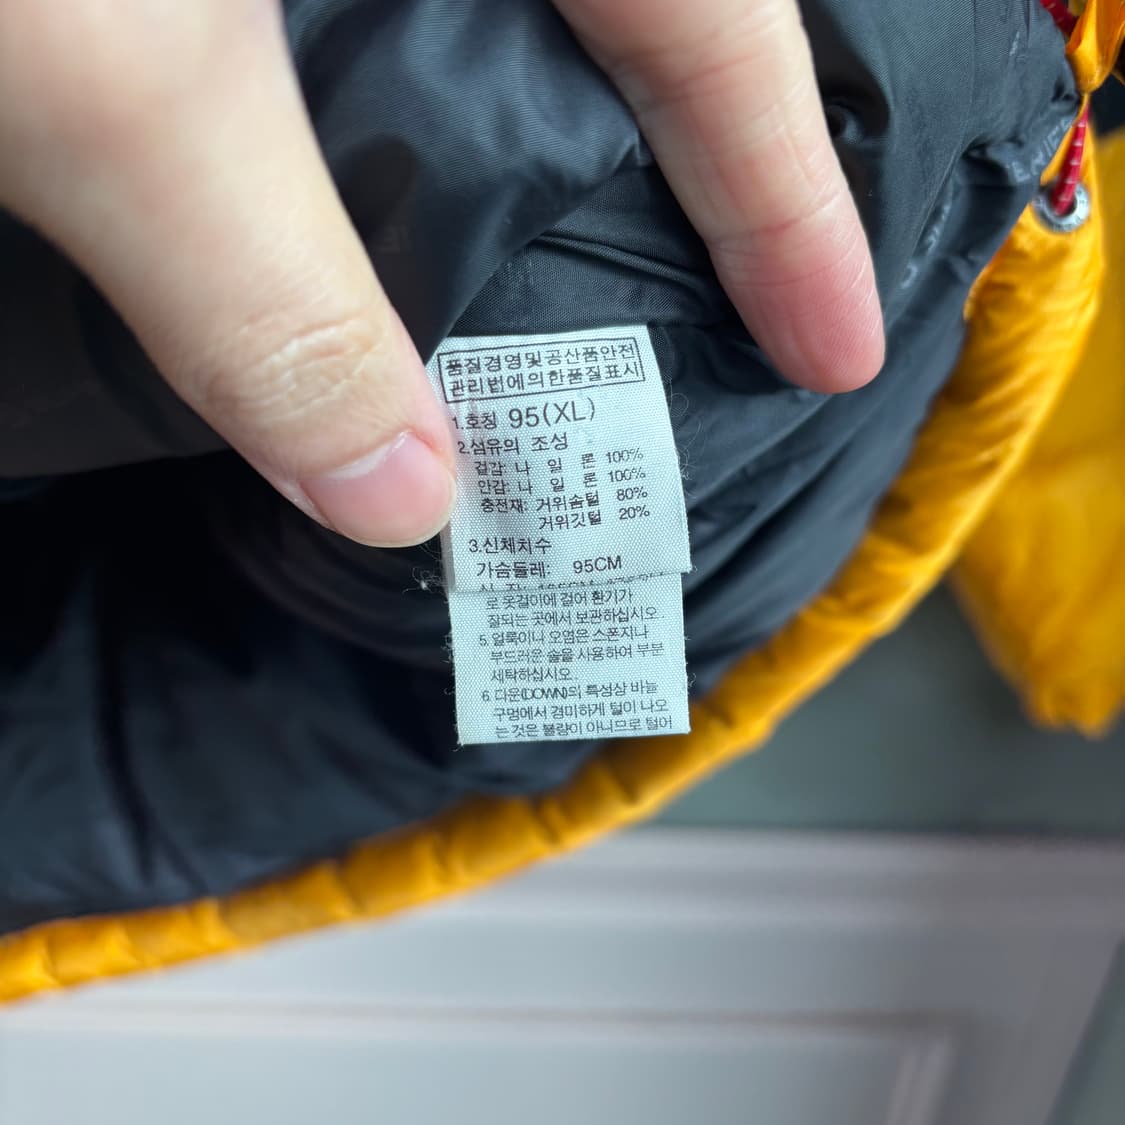 품질경영및공산품안전
관리법에의한품질표시
1.호칭 95(XL)
2.섬유의 조성
겉감: 나 일 론 100%
안감: 나 일 론 100%
충전재: 거위솜털 80%
거위깃털 20%
3.신체치수
가슴둘레: 95CM
로 옷걸이에 걸어 환기가
잘되는 곳에서 보관하십시오.
5. 얼룩이나 오염은 스폰지나
부드러운 솔을 사용하여 부분
세탁하십시오.
6. 다운(DOWN)의 특성상 바늘
구멍에서 경미하게 털이 나오
는것은 불량이 아니므로 털어